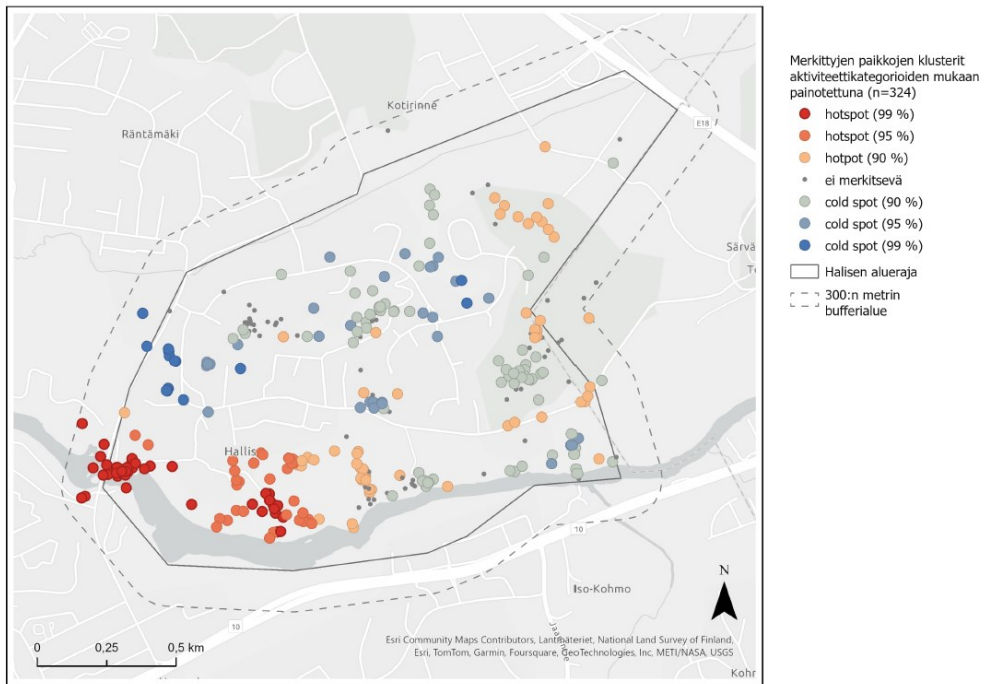 Kotirinne
Räntämäki
E18
Särvä
Hallis
10
N
Iso-Kohmo
10
0
0,25
0,5 km
Esri Community Maps Contributors, Lantmäteriet, National Land Survey of Finland,
Esri, TomTom, Garmin, Foursquare, GeoTechnologies, Inc, METI/NASA, USGS
Kohm
Merkittyjen paikkojen klusterit
aktiviteettikategorioiden mukaan
painotettuna (n=324)
hotspot (99 %)
hotspot (95 %)
hotpot (90 %)
ei merkitsevä
cold spot (90 %)
cold spot (95 %)
cold spot (99 %)
Halisen alueraja
300:n metrin
bufferialue